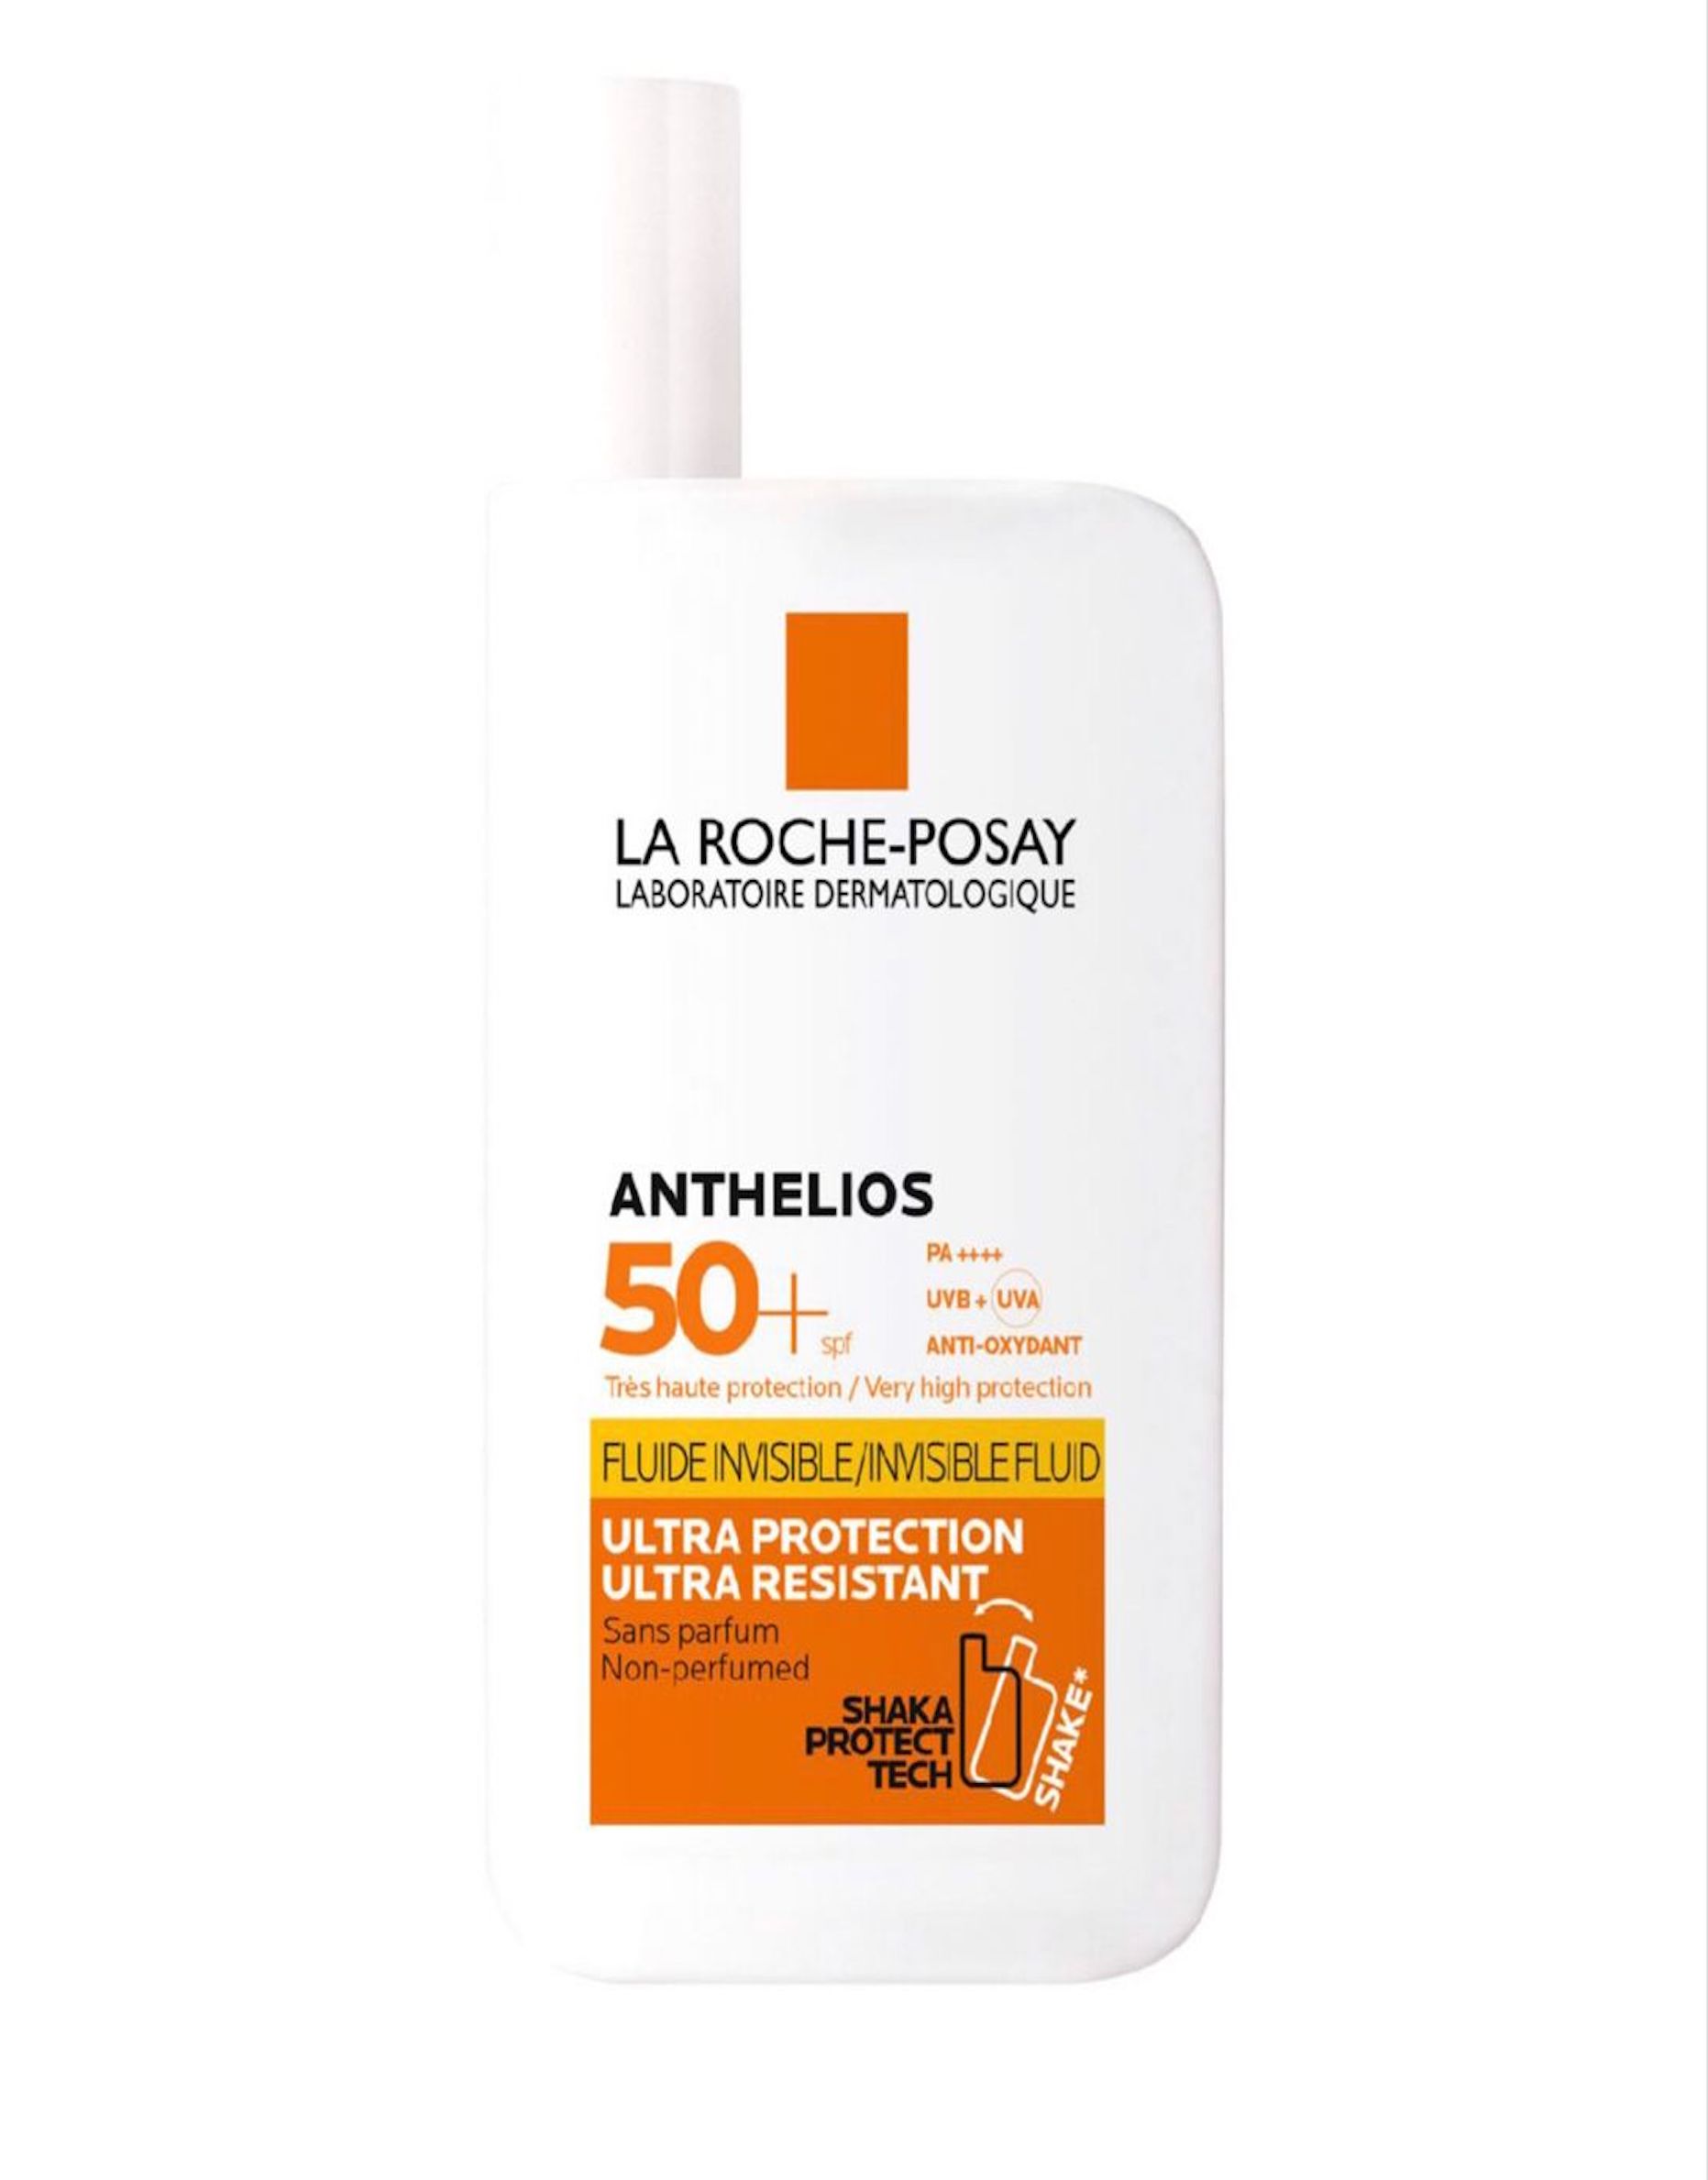 LA ROCHE-POSAY
LABORATOIRE DERMATOLOGIQUE
ANTHELIOS
50+ spf
PA ++++
UVB + UVA
ANTI-OXYDANT
Très haute protection / Very high protection
FLUIDE INVISIBLE/INVISIBLE FLUID
ULTRA PROTECTION
ULTRA RESISTANT
Sans parfum
Non-perfumed
SHAKA
PROTECT
TECH
SHAKE*